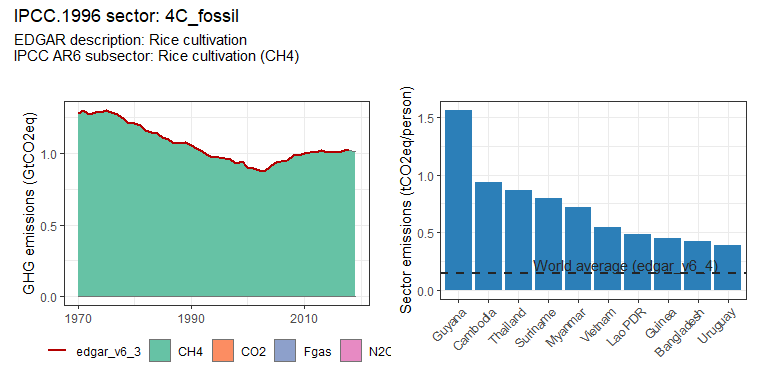 IPCC.1996 sector: 4C_fossil
EDGAR description: Rice cultivation
IPCC AR6 subsector: Rice cultivation (CH4)
GHG emissions (GtCO2eq)
1.0
0.5
0.0
1970
1990
2010
edgar_v6_3
CH4
CO2
Fgas
N2O
Sector emissions (tCO2eq/person)
1.5
1.0
0.5
0.0
World average (edgar_v6_4)
Guyana
Cambodia
Thailand
Suriname
Myanmar
Vietnam
Lao PDR
Guinea
Bangladesh
Uruguay